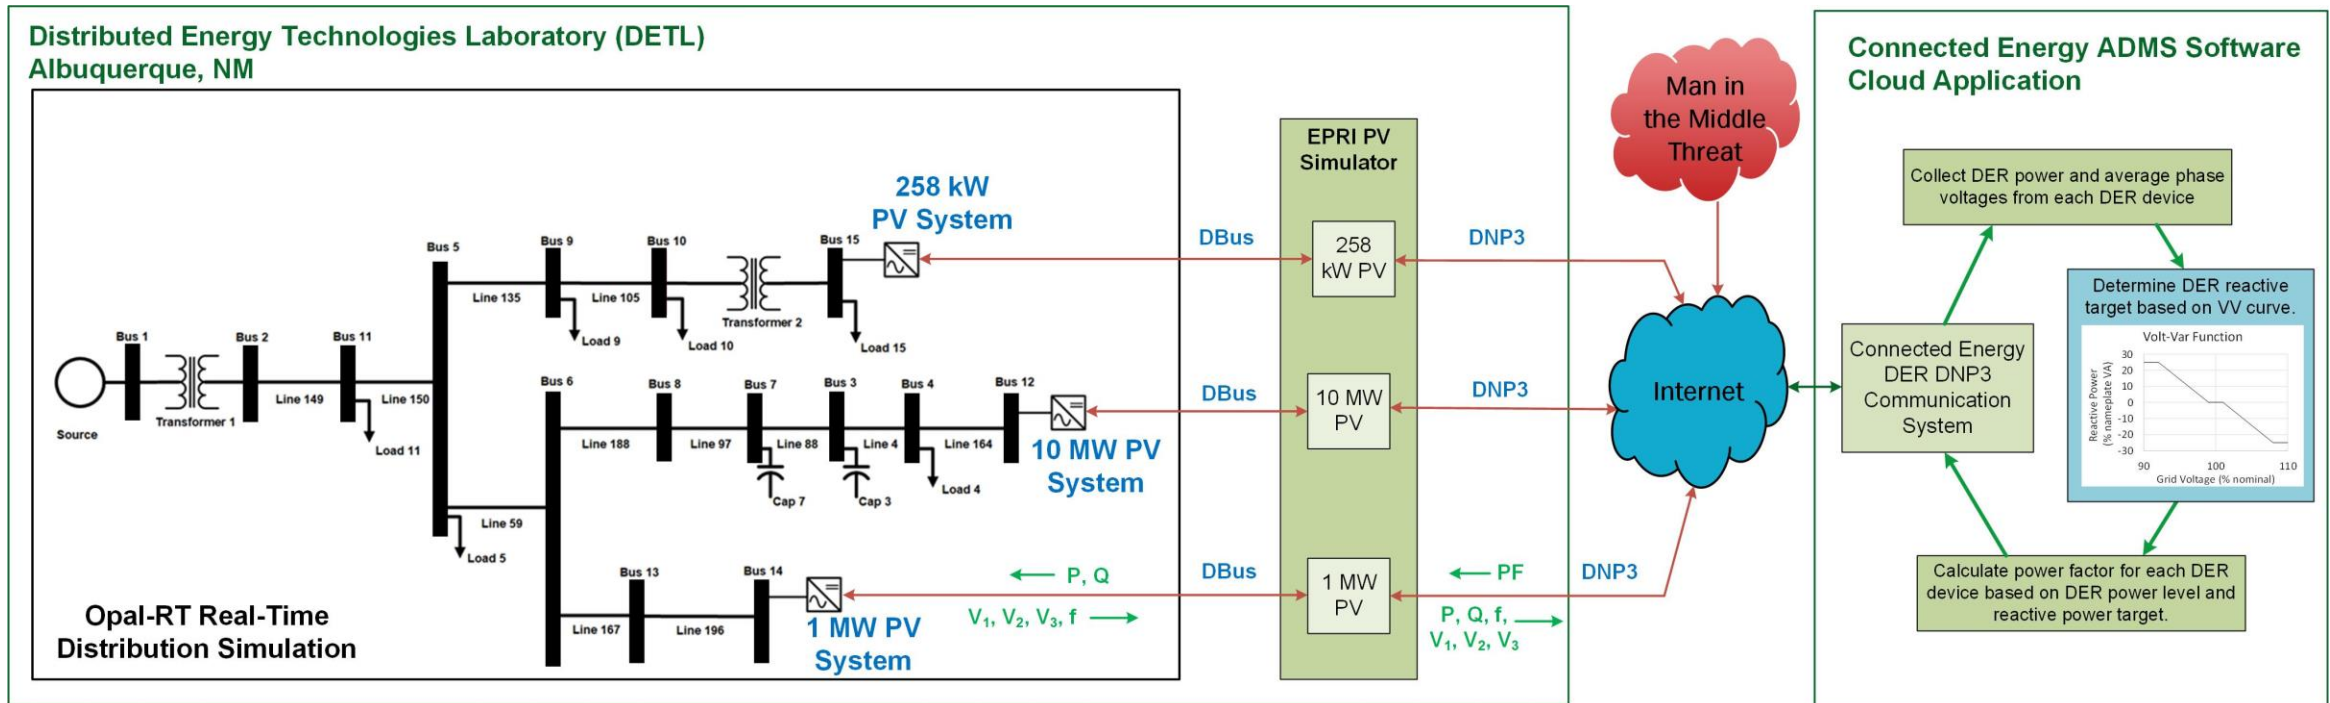 Distributed Energy Technologies Laboratory (DETL)
Albuquerque, NM
258 kW
PV System
Bus 5
Bus 9
Bus 10
Bus 15
Line 135
Line 105
Transformer 2
Load 9
Load 10
Load 15
Bus 1
Bus 2
Bus 11
Source
Transformer 1
Line 149
Line 150
Load 11
Bus 6
Bus 8
Bus 7
Bus 3
Bus 4
Bus 12
Line 188
Line 97
Line 88
Line 4
Line 164
Cap 7
Cap 3
Load 4
10 MW PV
System
Line 59
Load 5
Bus 13
Bus 14
Line 167
Line 196
1 MW PV
System
Opal-RT Real-Time
Distribution Simulation
P, Q
V1, V2, V3, f
DBus
DBus
DBus
EPRI PV
Simulator
258
kW PV
10 MW
PV
1 MW
PV
DNP3
DNP3
DNP3
PF
P, Q, f,
V1, V2, V3
Man in
the Middle
Threat
Internet
Connected Energy ADMS Software
Cloud Application
Collect DER power and average phase
voltages from each DER device
Determine DER reactive
target based on VV curve.
Volt-Var Function
Reactive Power
(% nameplate VA)
30
20
10
0
-10
-20
-30
90
100
110
Grid Voltage (% nominal)
Connected Energy
DER DNP3
Communication
System
Calculate power factor for each DER
device based on DER power level and
reactive power target.